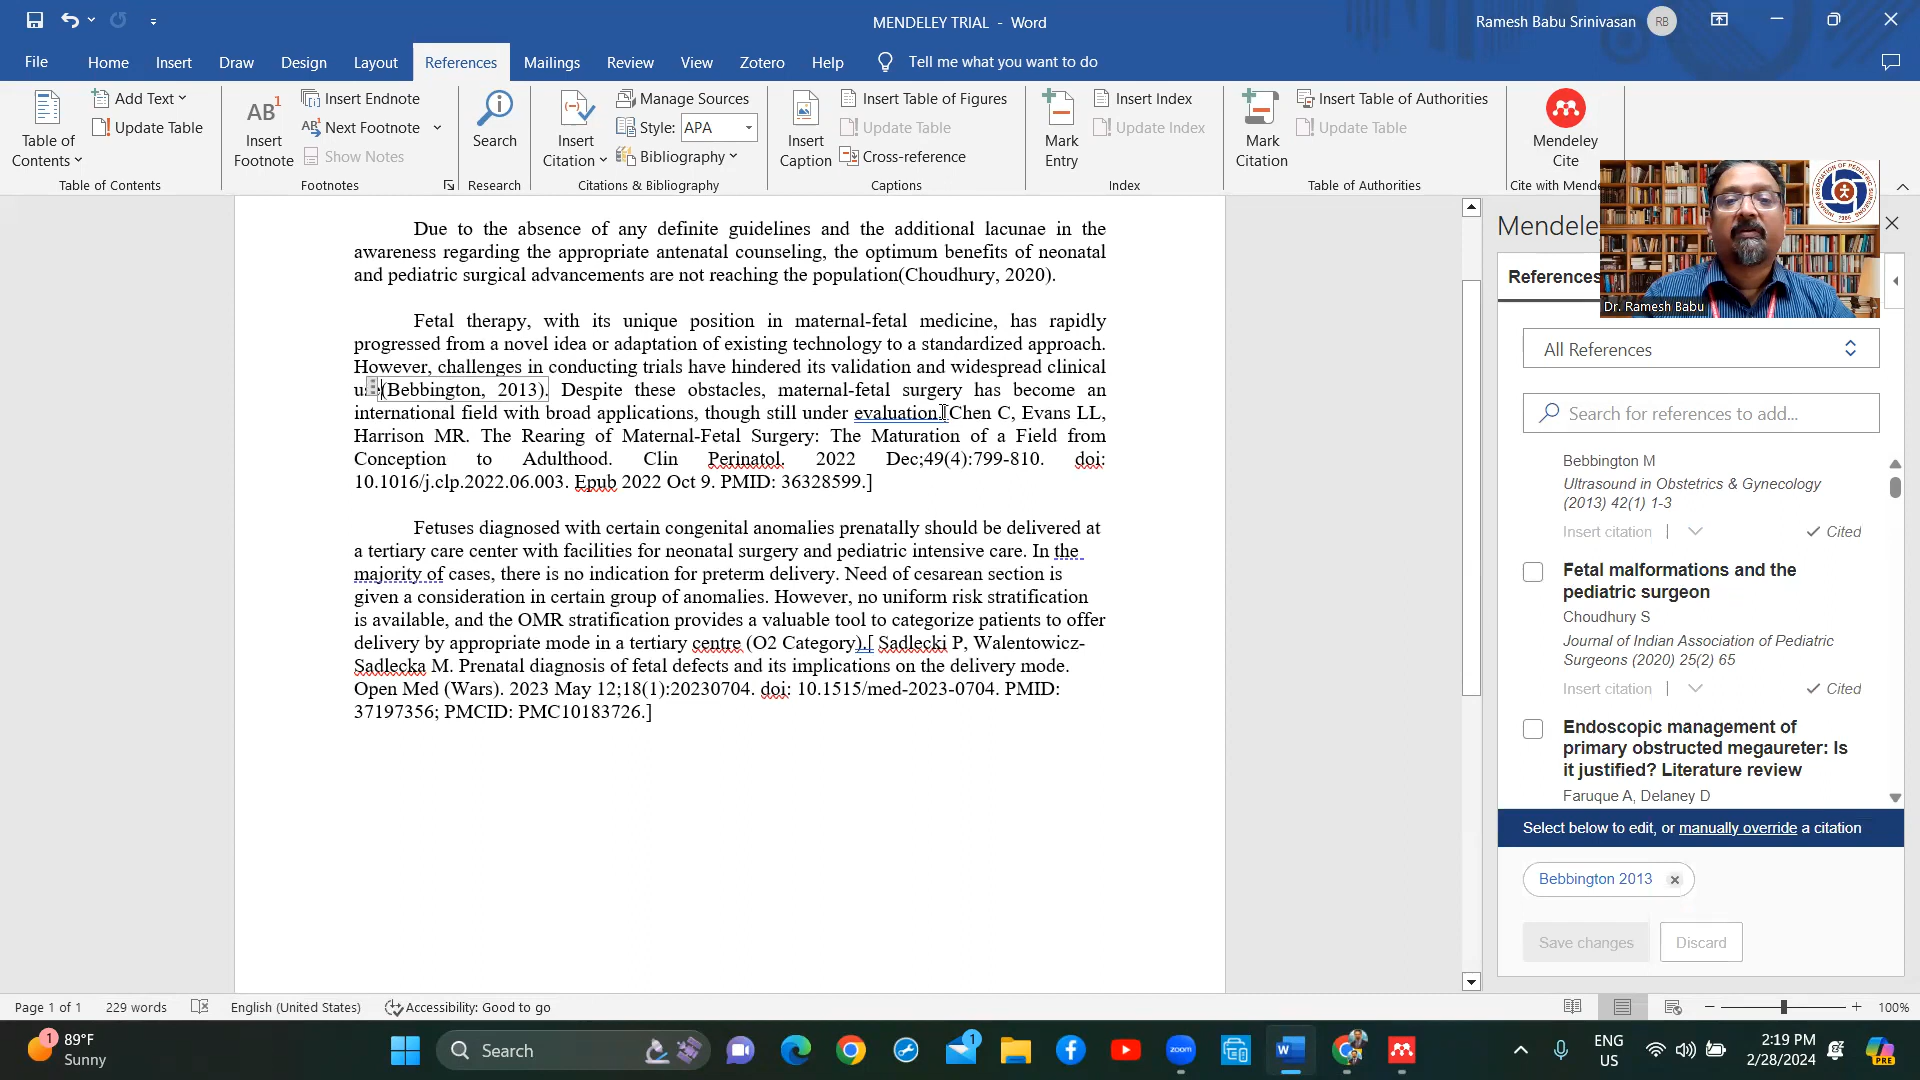 MENDELEY TRIAL - Word
Ramesh Babu Srinivasan
RB
File
Home
Insert
Draw
Design
Layout
References
Mailings
Review
View
Zotero
Help
Tell me what you want to do
Table of Contents
Add Text
Update Table
Table of Contents
AB1
Insert Footnote
Insert Endnote
Next Footnote
Show Notes
Footnotes
Search
Research
Insert Citation
Manage Sources
Style: APA
Bibliography
Citations & Bibliography
Insert Caption
Insert Table of Figures
Update Table
Cross-reference
Captions
Mark Entry
Insert Index
Update Index
Index
Mark Citation
Insert Table of Authorities
Update Table
Table of Authorities
Mendeley Cite
Cite with Mende
Due to the absence of any definite guidelines and the additional lacunae in the
awareness regarding the appropriate antenatal counseling, the optimum benefits of neonatal
and pediatric surgical advancements are not reaching the population(Choudhury, 2020).
Fetal therapy, with its unique position in maternal-fetal medicine, has rapidly
progressed from a novel idea or adaptation of existing technology to a standardized approach.
However, challenges in conducting trials have hindered its validation and widespread clinical
use(Bebbington, 2013). Despite these obstacles, maternal-fetal surgery has become an
international field with broad applications, though still under evaluation.[Chen C, Evans LL,
Harrison MR. The Rearing of Maternal-Fetal Surgery: The Maturation of a Field from
Conception to Adulthood. Clin Perinatol. 2022 Dec;49(4):799-810. doi:
10.1016/j.clp.2022.06.003. Epub 2022 Oct 9. PMID: 36328599.]
Fetuses diagnosed with certain congenital anomalies prenatally should be delivered at
a tertiary care center with facilities for neonatal surgery and pediatric intensive care. In the
majority of cases, there is no indication for preterm delivery. Need of cesarean section is
given a consideration in certain group of anomalies. However, no uniform risk stratification
is available, and the OMR stratification provides a valuable tool to categorize patients to offer
delivery by appropriate mode in a tertiary centre (O2 Category).[ Sadlecki P, Walentowicz-
Sadlecka M. Prenatal diagnosis of fetal defects and its implications on the delivery mode.
Open Med (Wars). 2023 May 12;18(1):20230704. doi: 10.1515/med-2023-0704. PMID:
37197356; PMCID: PMC10183726.]
Mendele
References
Dr. Ramesh Babu
All References
Search for references to add...
Bebbington M
Ultrasound in Obstetrics & Gynecology
(2013) 42(1) 1-3
Insert citation
Cited
Fetal malformations and the
pediatric surgeon
Choudhury S
Journal of Indian Association of Pediatric
Surgeons (2020) 25(2) 65
Insert citation
Cited
Endoscopic management of
primary obstructed megaureter: Is
it justified? Literature review
Faruque A, Delaney D
Select below to edit, or manually override a citation
Bebbington 2013
Save changes
Discard
Page 1 of 1
229 words
English (United States)
Accessibility: Good to go
100%
1
89°F
Sunny
Search
zoom
1
ENG
US
2:19 PM
2/28/2024
PRE